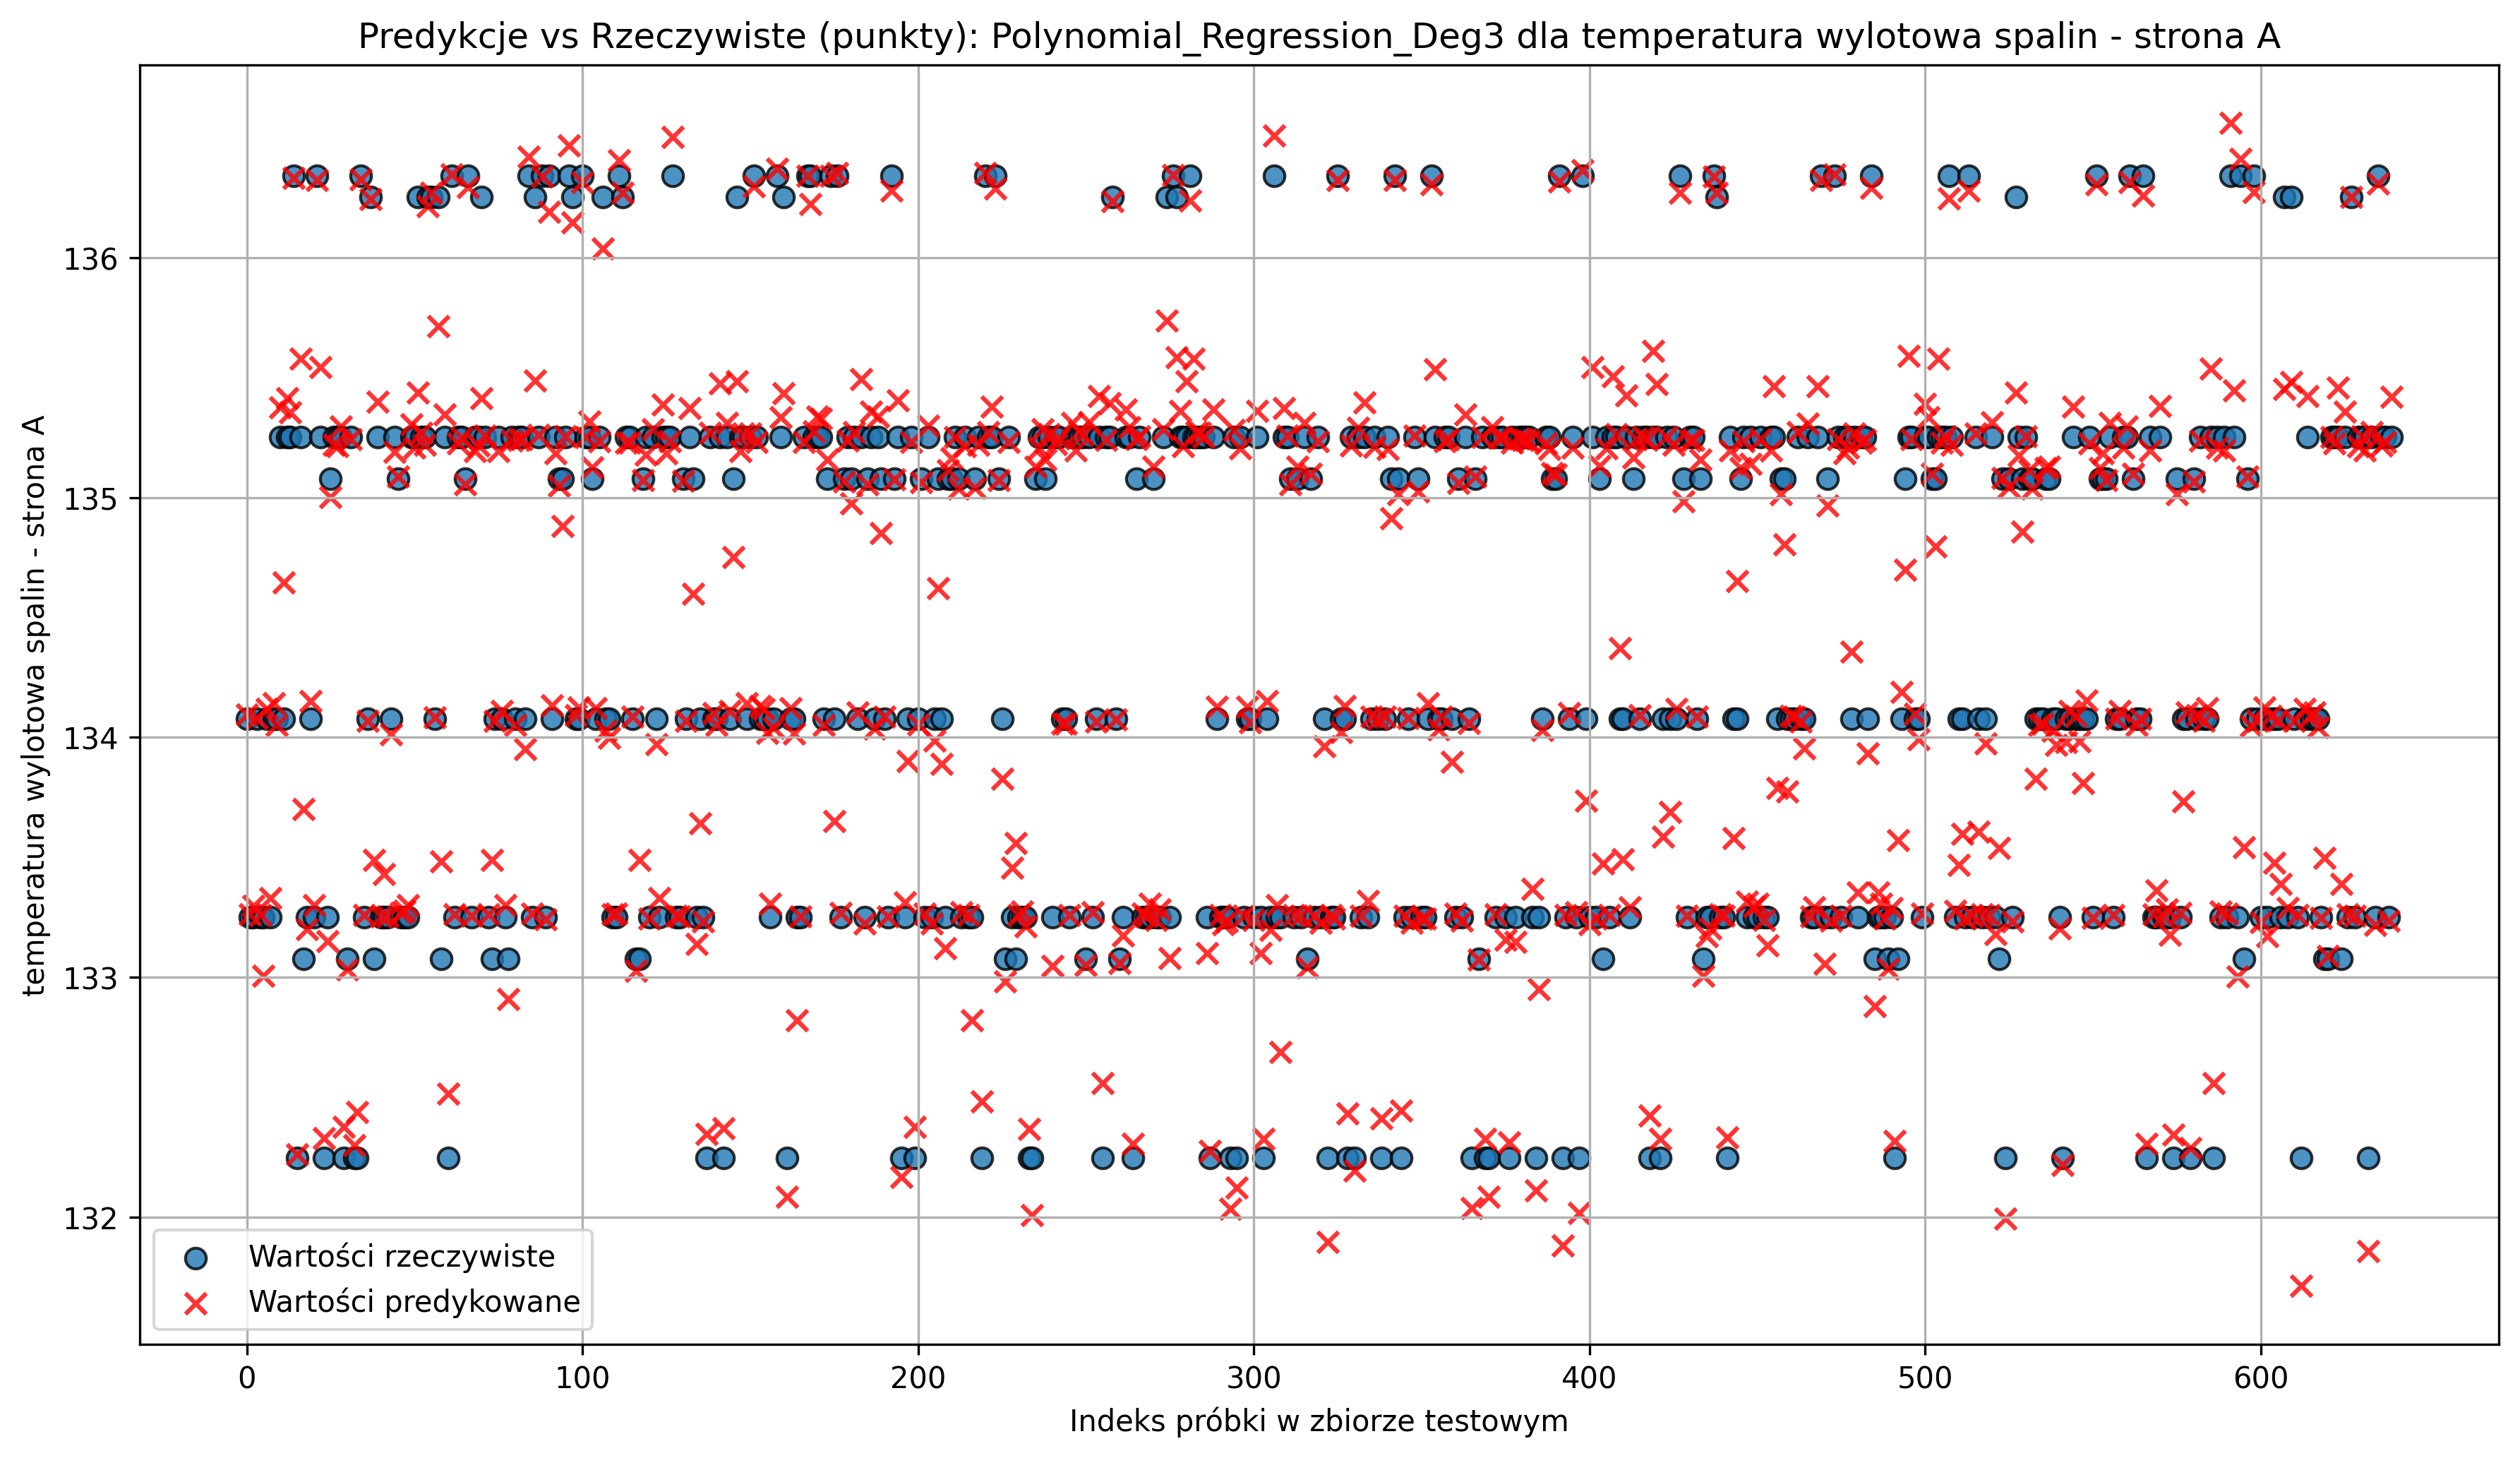 Predykcje vs Rzeczywiste (punkty): Polynomial_Regression_Deg3 dla temperatura wylotowa spalin - strona A
temperatura wylotowa spalin - strona A
136
135
134
133
132
Wartości rzeczywiste
Wartości predykowane
0 100 200 300 400 500 600
Indeks próbki w zbiorze testowym